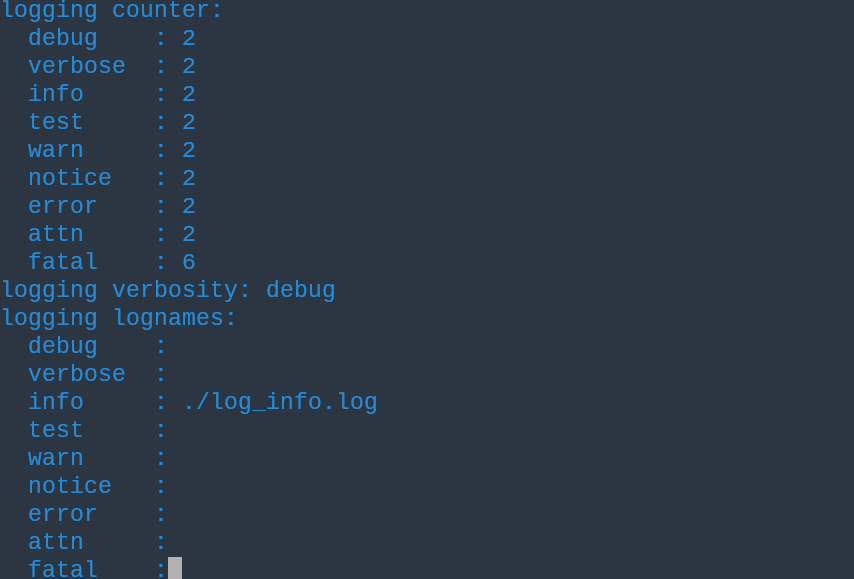 logging counter:
  debug    : 2
  verbose  : 2
  info     : 2
  test     : 2
  warn     : 2
  notice   : 2
  error    : 2
  attn     : 2
  fatal    : 6
logging verbosity: debug
logging lognames:
  debug    :
  verbose  :
  info     : ./log_info.log
  test     :
  warn     :
  notice   :
  error    :
  attn     :
  fatal    :